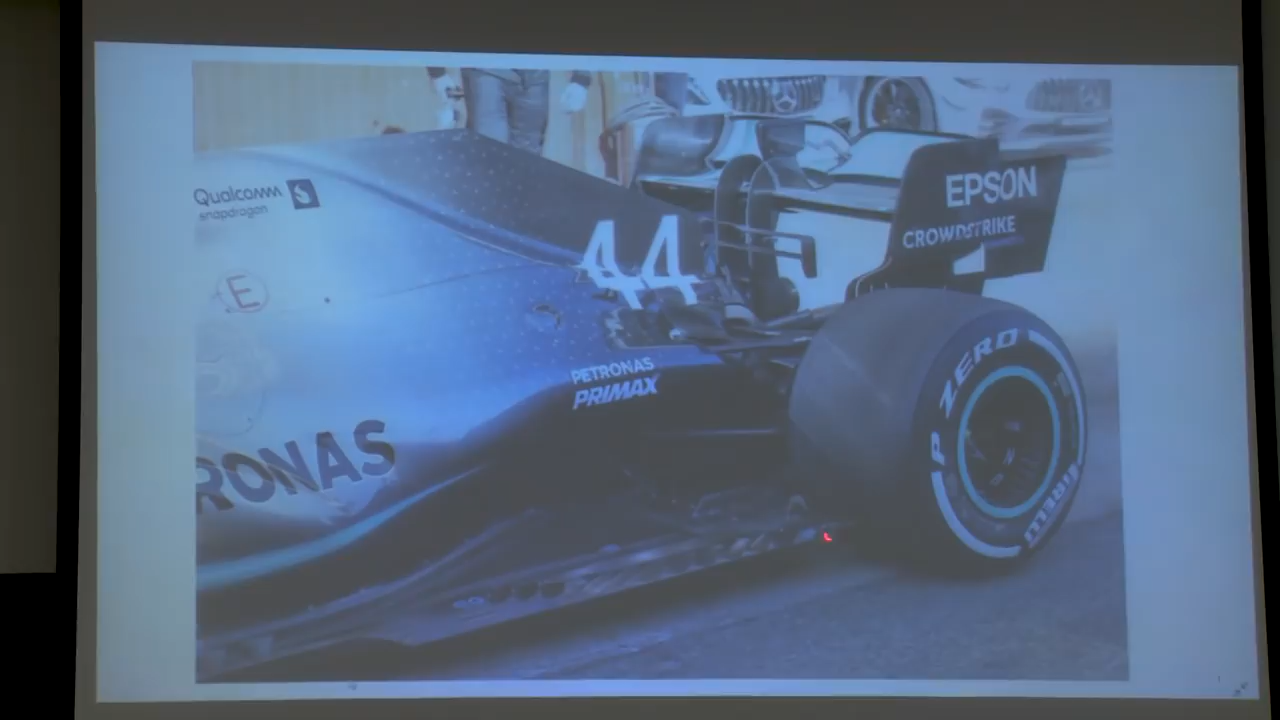 Qualcomm
snapdragon
E
44
EPSON
CROWDSTRIKE
PETRONAS
PRIMAX
RONAS
P ZERO
PIRELLI